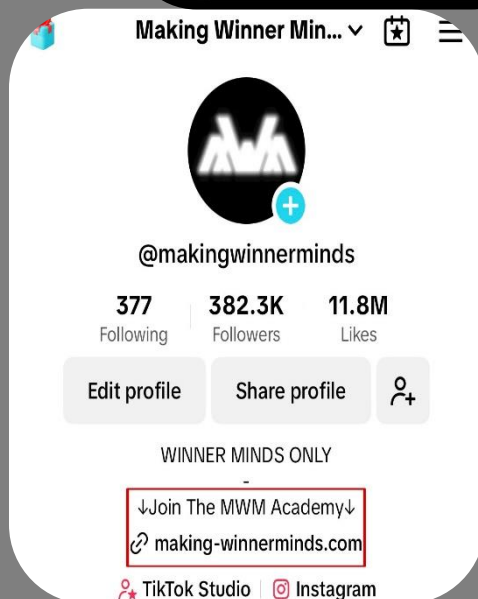 Making Winner Min...
MWM
@makingwinnerminds
377 382.3K 11.8M
Following Followers Likes
Edit profile Share profile
WINNER MINDS ONLY
-
↓Join The MWM Academy↓
making-winnerminds.com
TikTok Studio Instagram